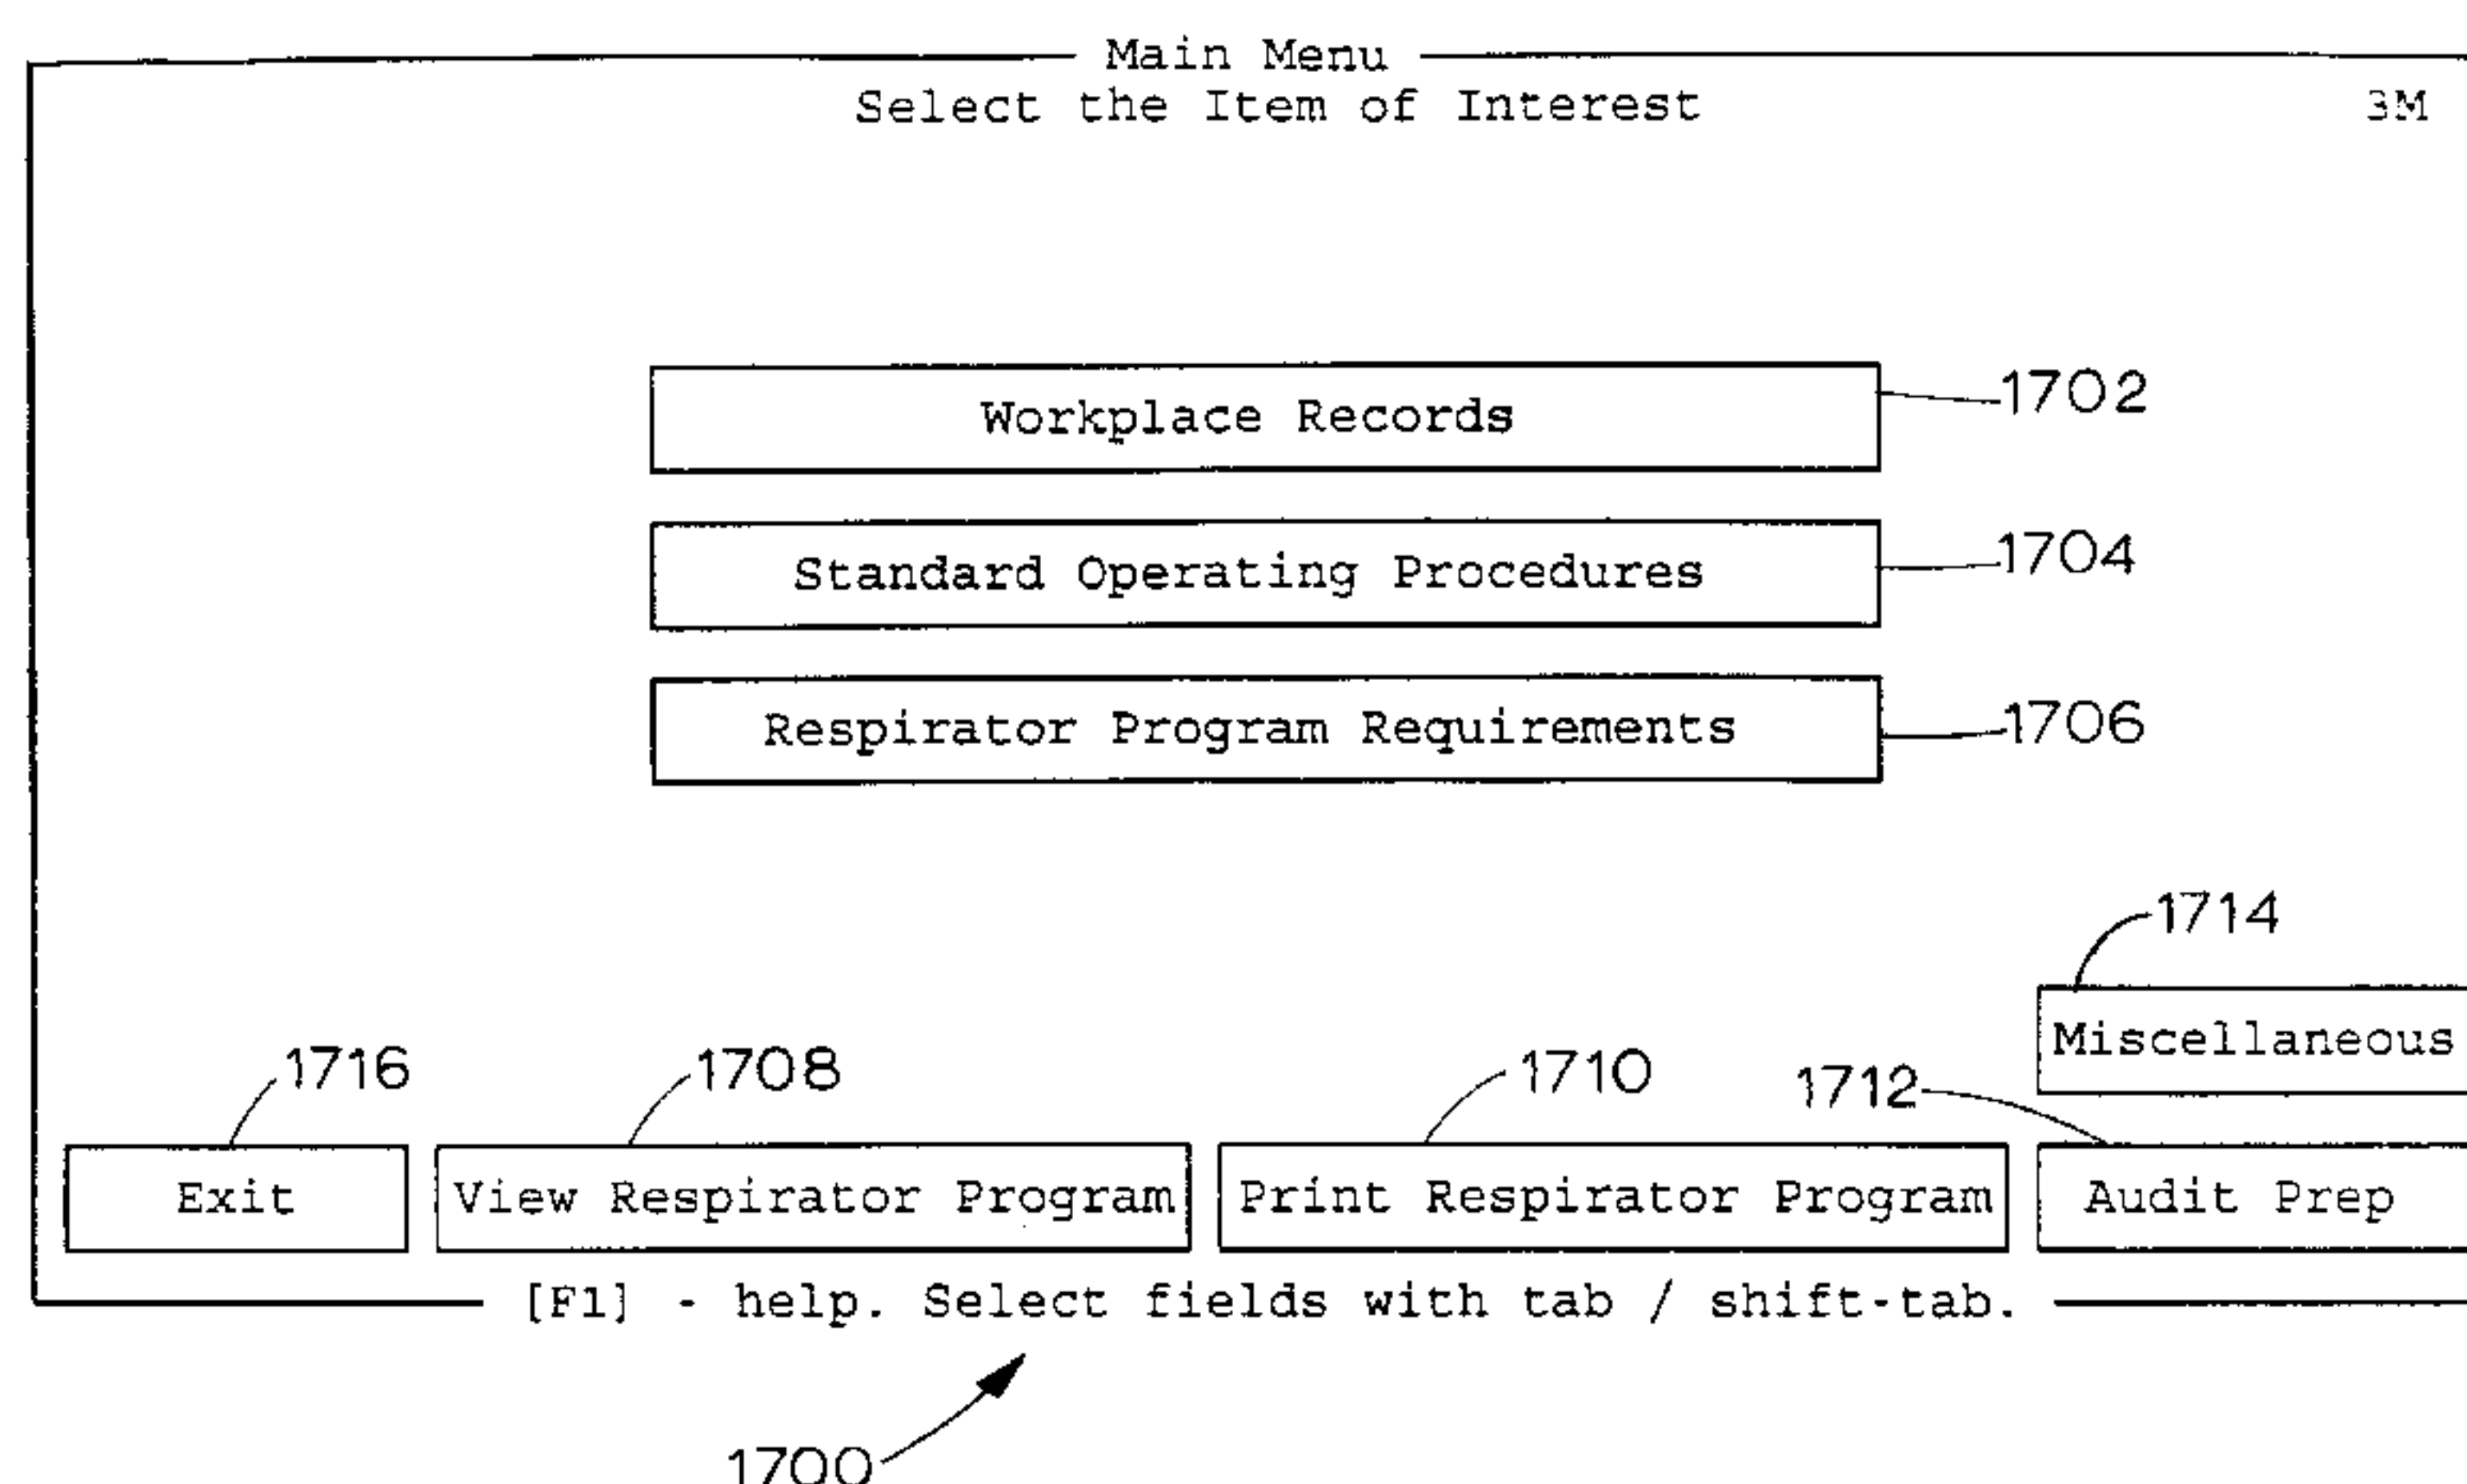 Main Menu
Select the Item of Interest 3M
Workplace Records 1702
Standard Operating Procedures 1704
Respirator Program Requirements 1706
1714
Miscellaneous
1716 1708 1710 1712
Exit View Respirator Program Print Respirator Program Audit Prep
[F1] - help. Select fields with tab / shift-tab.
1700